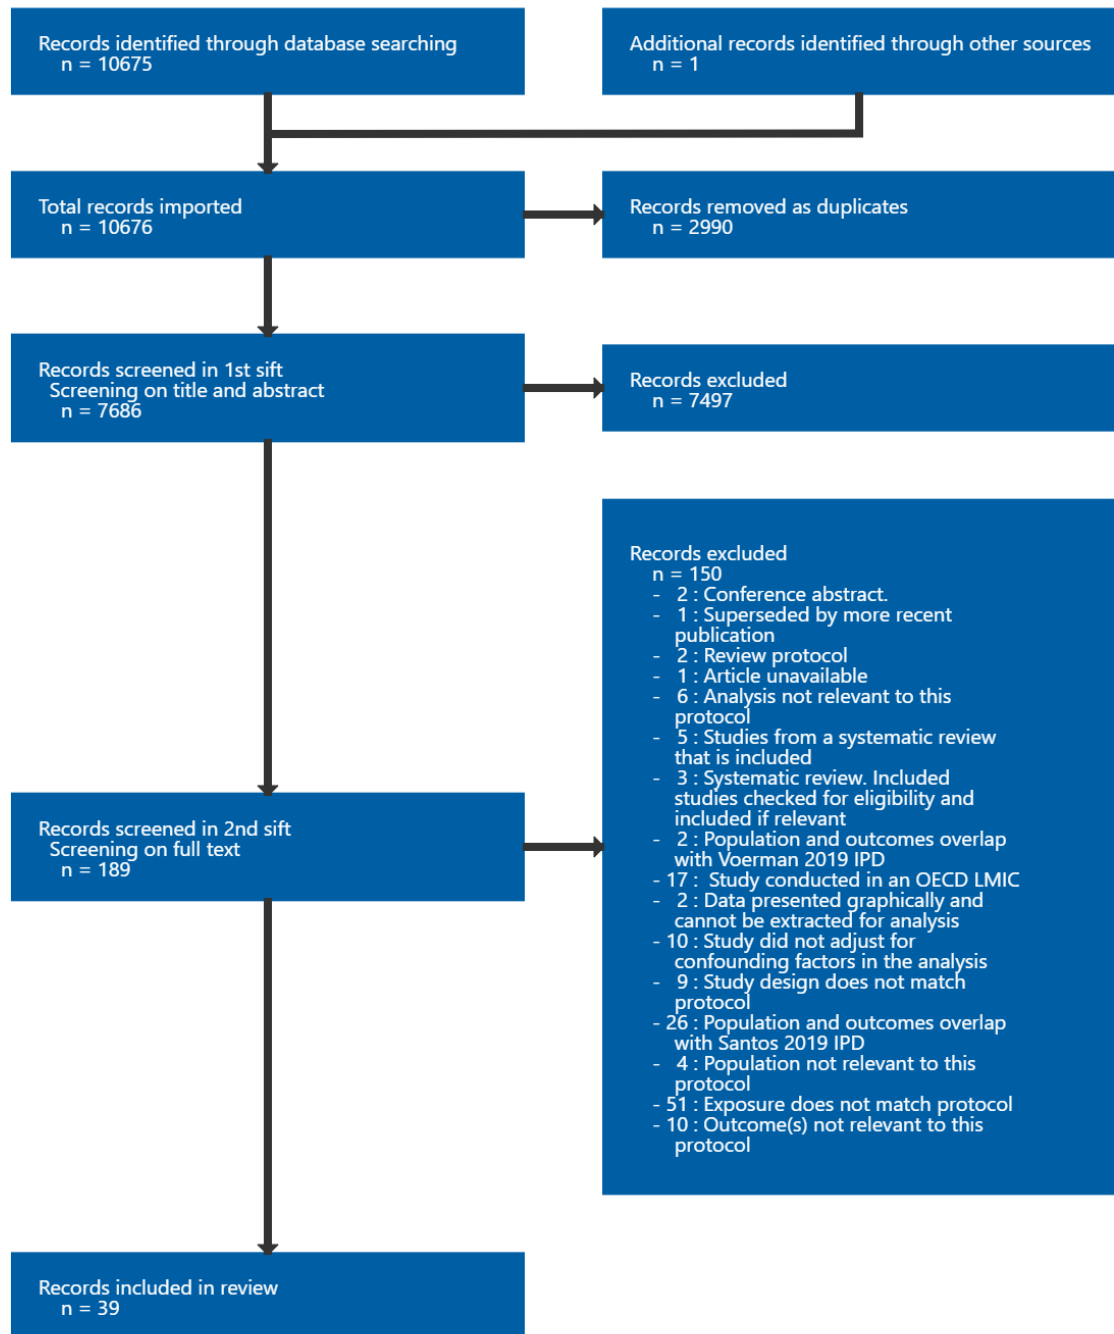 Records identified through database searching
n = 10675
Additional records identified through other sources
n = 1
Total records imported
n = 10676
Records removed as duplicates
n = 2990
Records screened in 1st sift
Screening on title and abstract
n = 7686
Records excluded
n = 7497
Records excluded
n = 150
- 2 : Conference abstract.
- 1 : Superseded by more recent
publication
- 2 : Review protocol
- 1 : Article unavailable
- 6 : Analysis not relevant to this
protocol
- 5 : Studies from a systematic review
that is included
- 3 : Systematic review. Included
studies checked for eligibility and
included if relevant
- 2 : Population and outcomes overlap
with Voerman 2019 IPD
- 17 : Study conducted in an OECD LMIC
- 2 : Data presented graphically and
cannot be extracted for analysis
- 10 : Study did not adjust for
confounding factors in the analysis
- 9 : Study design does not match
protocol
- 26 : Population and outcomes overlap
with Santos 2019 IPD
- 4 : Population not relevant to this
protocol
- 51 : Exposure does not match protocol
- 10 : Outcome(s) not relevant to this
protocol
Records screened in 2nd sift
Screening on full text
n = 189
Records included in review
n = 39